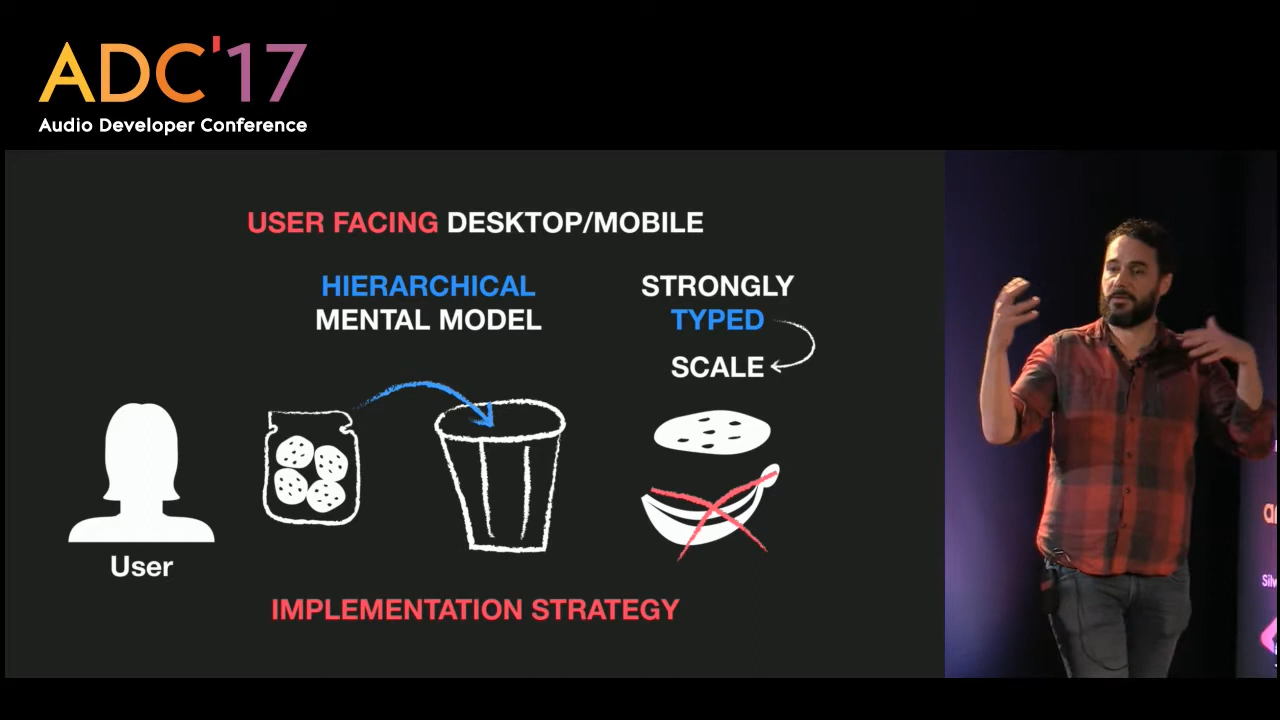 ADC'17
Audio Developer Conference
USER FACING DESKTOP/MOBILE
HIERARCHICAL
MENTAL MODEL
STRONGLY
TYPED
SCALE
User
IMPLEMENTATION STRATEGY